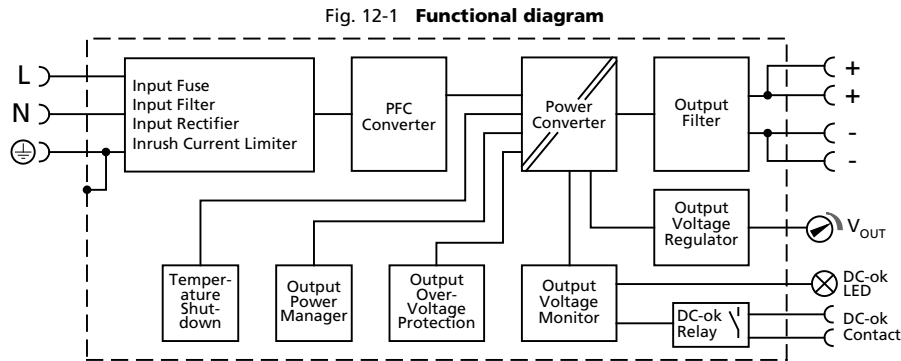 Fig. 12-1 Functional diagram
L
N
Input Fuse
Input Filter
Input Rectifier
Inrush Current Limiter
PFC
Converter
Power
Converter
Output
Filter
+
+
-
-
Output
Voltage
Regulator
VOUT
Temper-
ature
Shut-
down
Output
Power
Manager
Output
Over-
Voltage
Protection
Output
Voltage
Monitor
DC-ok
LED
DC-ok
Relay
DC-ok
Contact